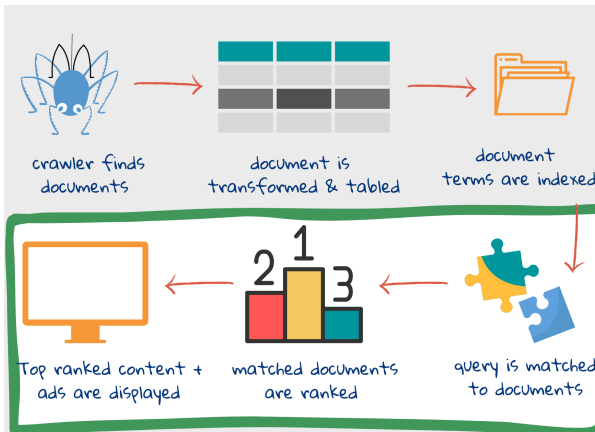 crawler finds
documents
document is
transformed & tabled
document
terms are indexed
2
1
3
Top ranked content +
ads are displayed
matched documents
are ranked
query is matched
to documents